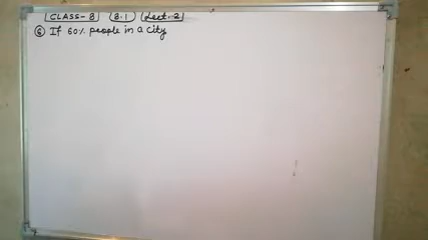 CLASS-8 8.1 Lect.-2
⑥ If 60% people in a city